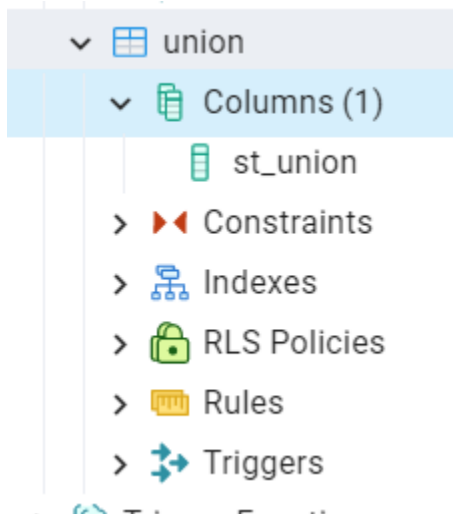 union
Columns (1)
st_union
Constraints
Indexes
RLS Policies
Rules
Triggers